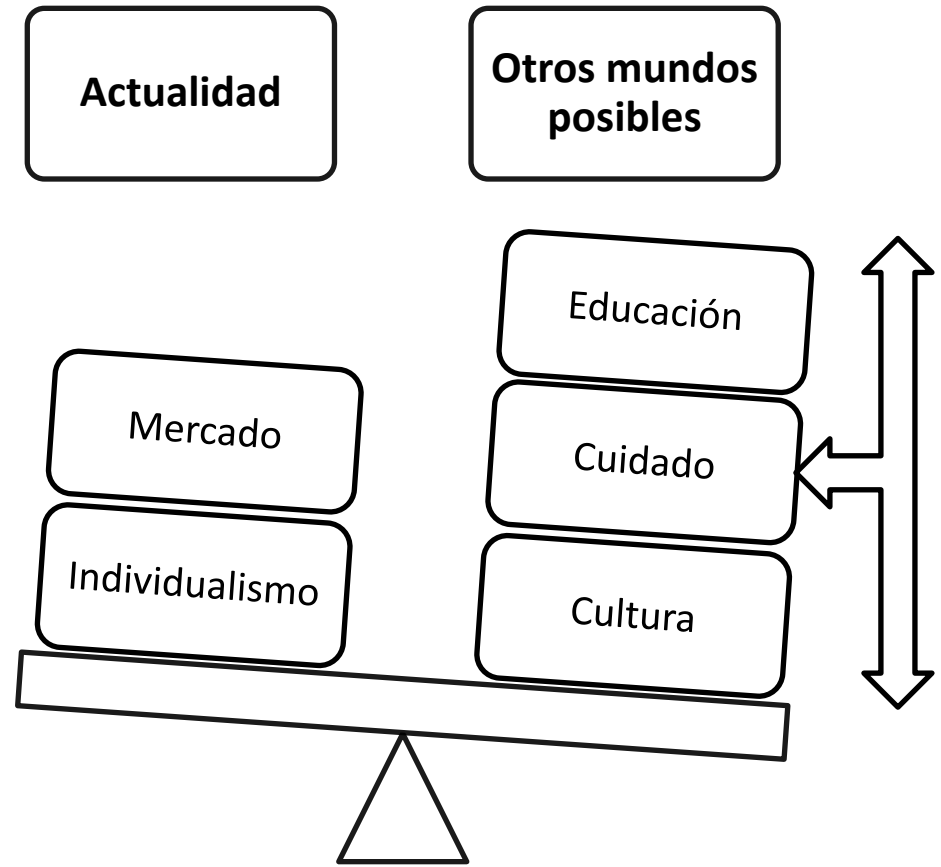 Actualidad
Otros mundos
posibles
Educación
Mercado
Cuidado
Individualismo
Cultura